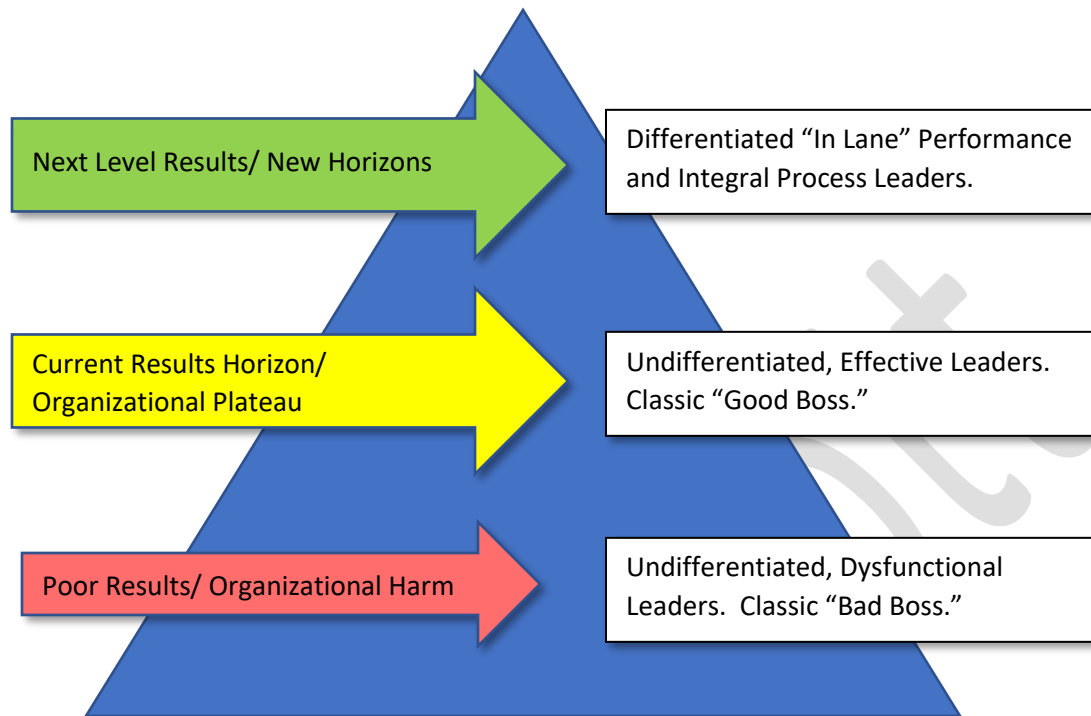 Next Level Results/ New Horizons
Differentiated “In Lane” Performance
and Integral Process Leaders.
Current Results Horizon/
Organizational Plateau
Undifferentiated, Effective Leaders.
Classic “Good Boss.”
Poor Results/ Organizational Harm
Undifferentiated, Dysfunctional
Leaders.  Classic “Bad Boss.”